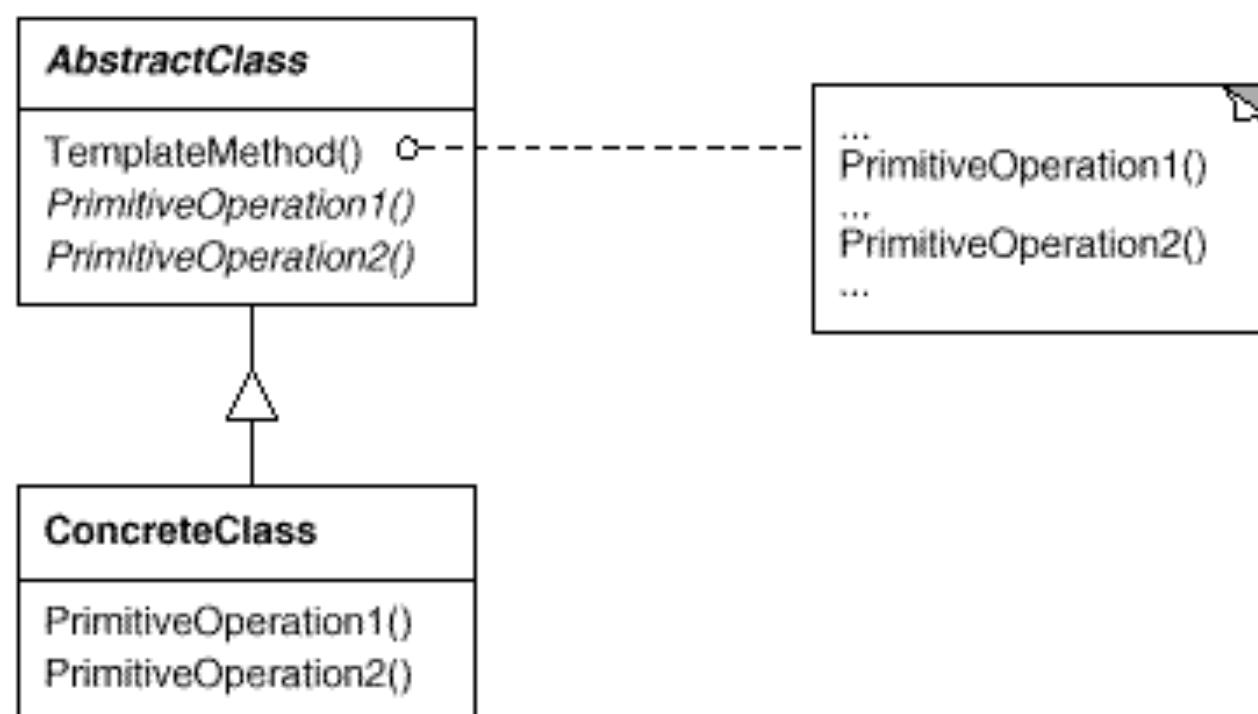 AbstractClass
TemplateMethod()
PrimitiveOperation1()
PrimitiveOperation2()
...
PrimitiveOperation1()
...
PrimitiveOperation2()
...
ConcreteClass
PrimitiveOperation1()
PrimitiveOperation2()